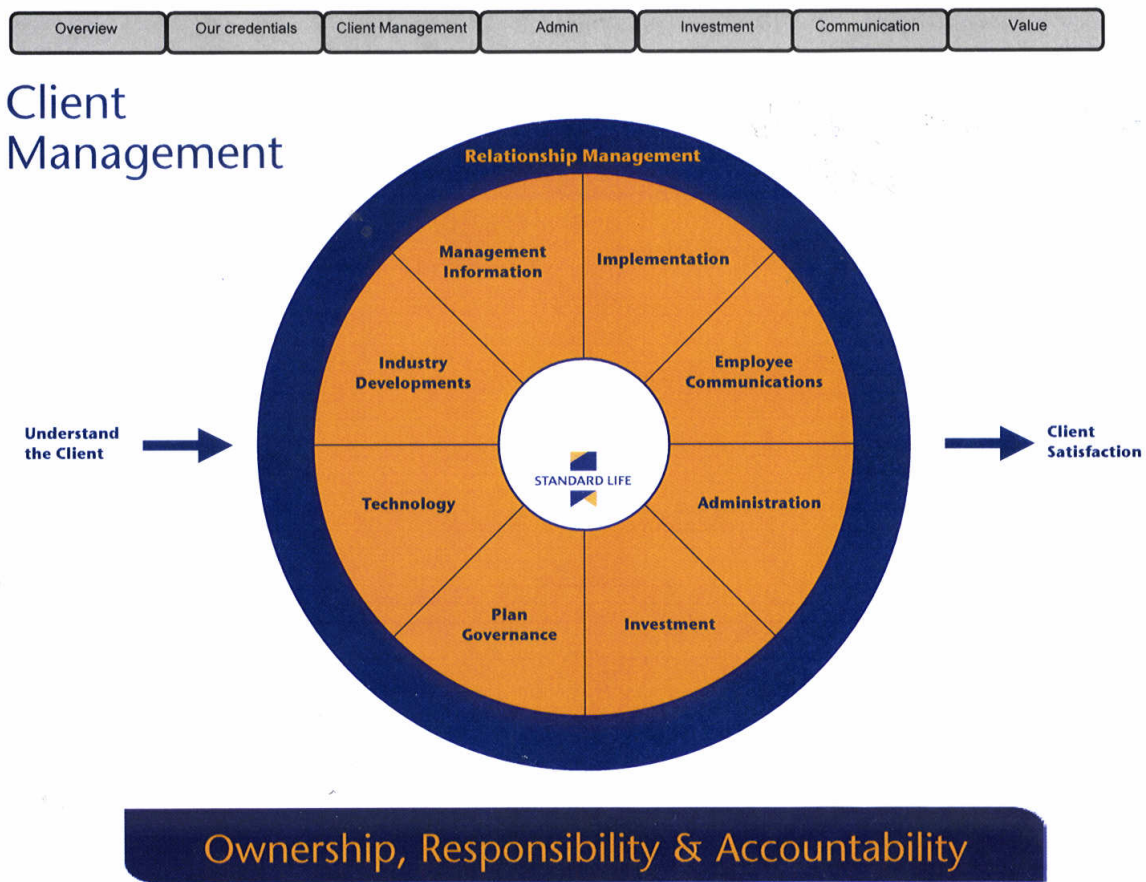 Overview
Our credentials
Client Management
Admin
Investment
Communication
Value
Client
Management
Relationship Management
Management
Information
Implementation
Industry
Developments
Employee
Communications
Understand
the Client
Client
Satisfaction
STANDARD LIFE
Technology
Administration
Plan
Governance
Investment
Ownership, Responsibility & Accountability